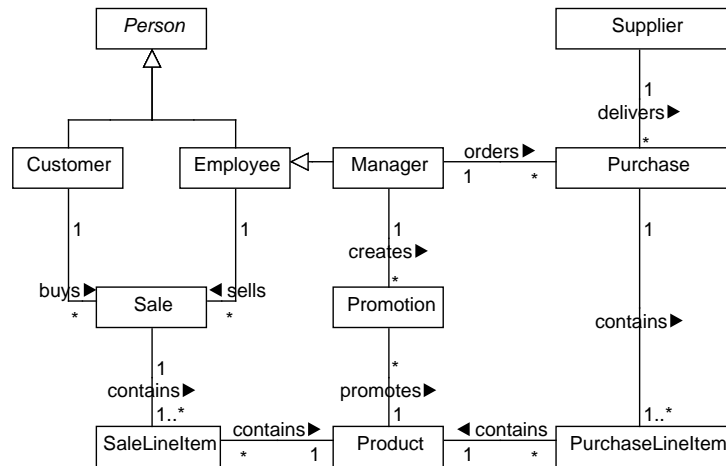 Person
Supplier
1
delivers
*
Customer
Employee
Manager
orders
1
*
Purchase
1
1
1
1
creates
*
buys
*
Sale
sells
*
Promotion
contains
1
contains
1..*
*
promotes
1
1..*
SaleLineItem
contains
*
1
Product
contains
1
*
PurchaseLineItem